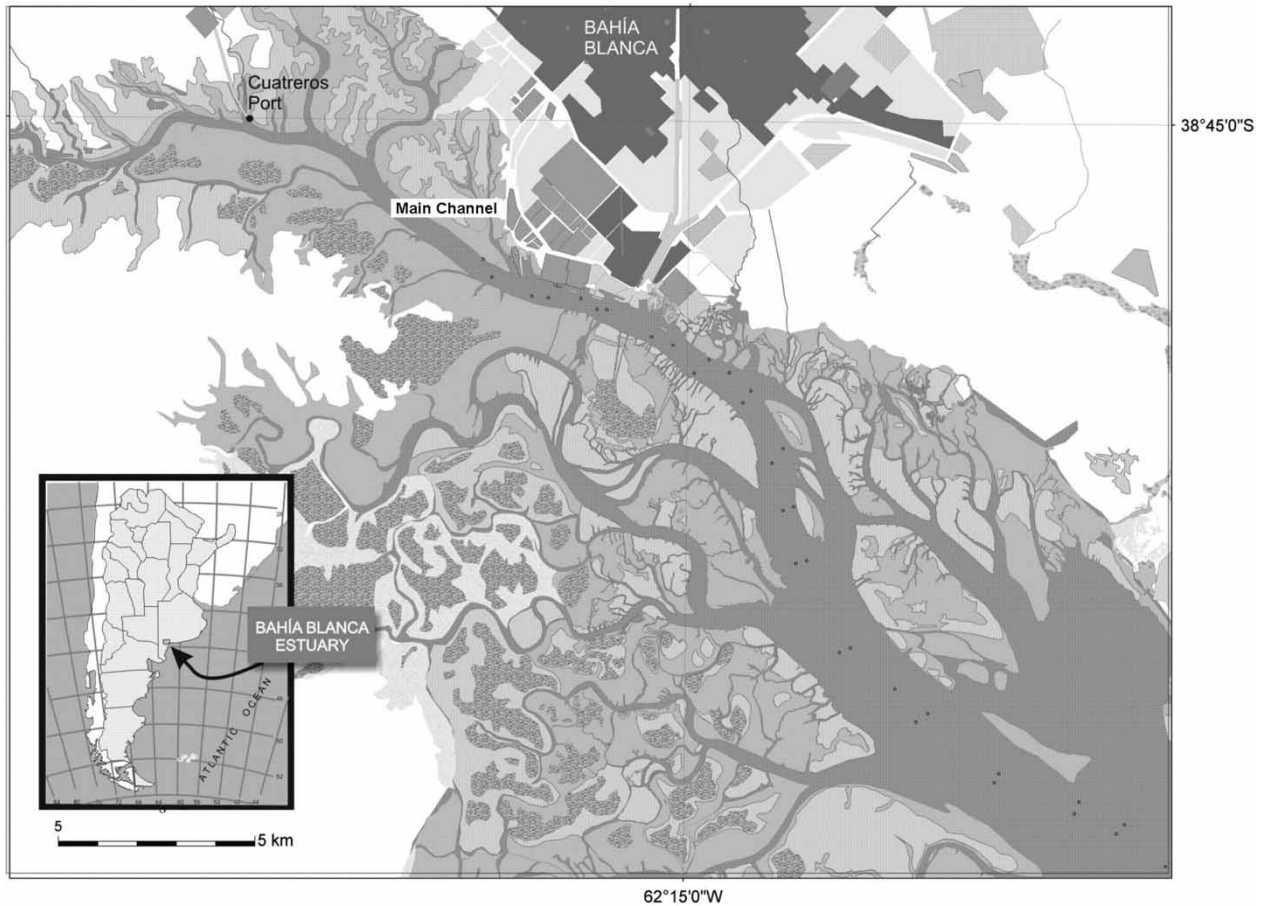 BAHÍA
BLANCA
Cuatreros
Port
38°45'0"S
Main Channel
BAHÍA BLANCA
ESTUARY
ATLANTIC OCEAN
5
5 km
62°15'0"W